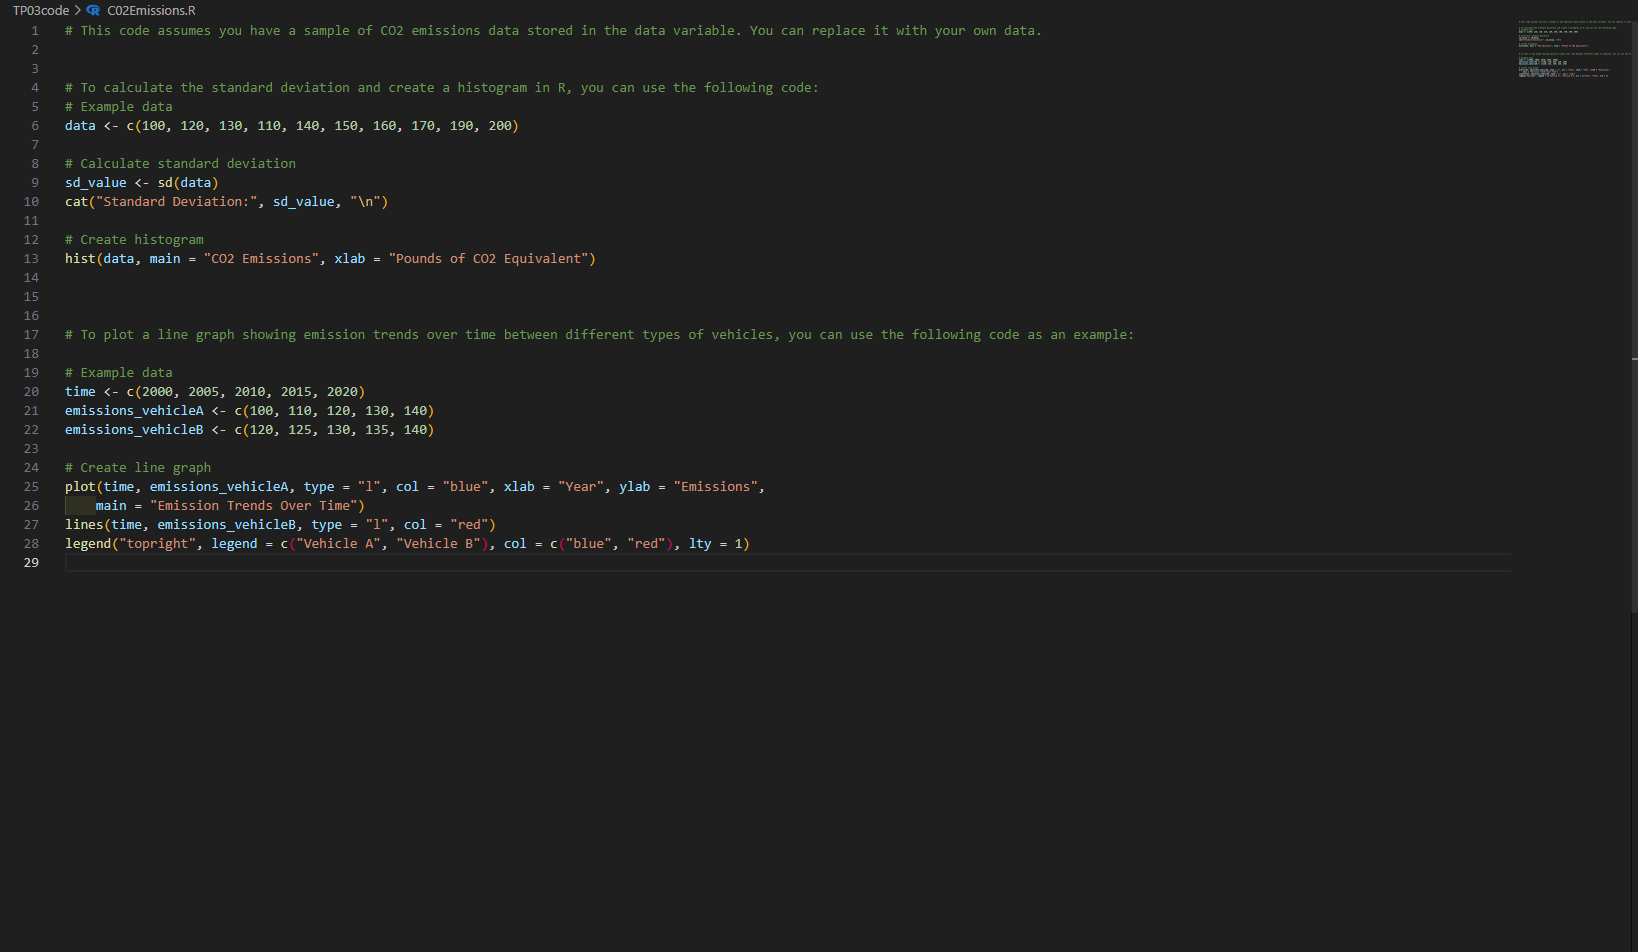 TP03code > C02Emissions.R
1 # This code assumes you have a sample of CO2 emissions data stored in the data variable. You can replace it with your own data.
2
3
4 # To calculate the standard deviation and create a histogram in R, you can use the following code:
5 # Example data
6 data <- c(100, 120, 130, 110, 140, 150, 160, 170, 190, 200)
7
8 # Calculate standard deviation
9 sd_value <- sd(data)
10 cat("Standard Deviation:", sd_value, "\n")
11
12 # Create histogram
13 hist(data, main = "CO2 Emissions", xlab = "Pounds of CO2 Equivalent")
14
15
16
17 # To plot a line graph showing emission trends over time between different types of vehicles, you can use the following code as an example:
18
19 # Example data
20 time <- c(2000, 2005, 2010, 2015, 2020)
21 emissions_vehicleA <- c(100, 110, 120, 130, 140)
22 emissions_vehicleB <- c(120, 125, 130, 135, 140)
23
24 # Create line graph
25 plot(time, emissions_vehicleA, type = "l", col = "blue", xlab = "Year", ylab = "Emissions",
26     main = "Emission Trends Over Time")
27 lines(time, emissions_vehicleB, type = "l", col = "red")
28 legend("topright", legend = c("Vehicle A", "Vehicle B"), col = c("blue", "red"), lty = 1)
29